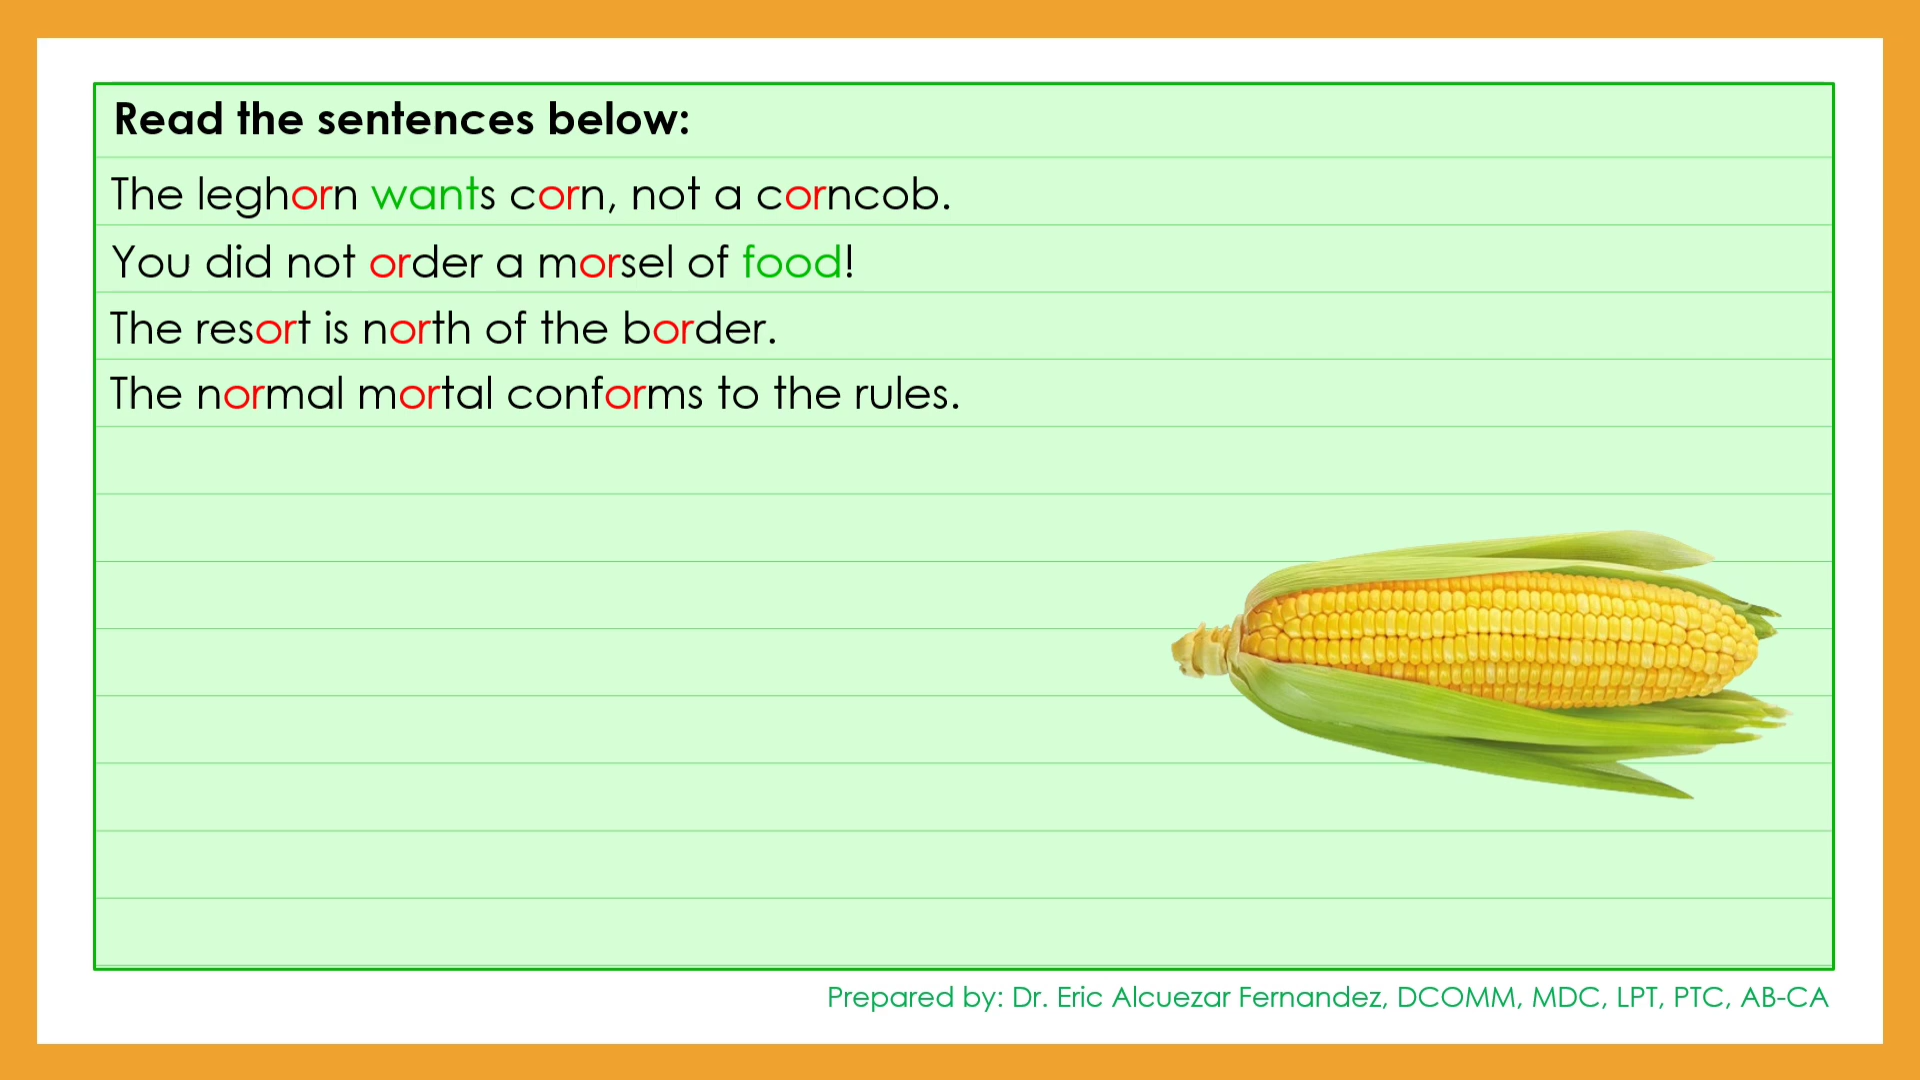 Read the sentences below:
The leghorn wants corn, not a corncob.
You did not order a morsel of food!
The resort is north of the border.
The normal mortal conforms to the rules.
Prepared by: Dr. Eric Alcuezar Fernandez, DCOMM, MDC, LPT, PTC, AB-CA